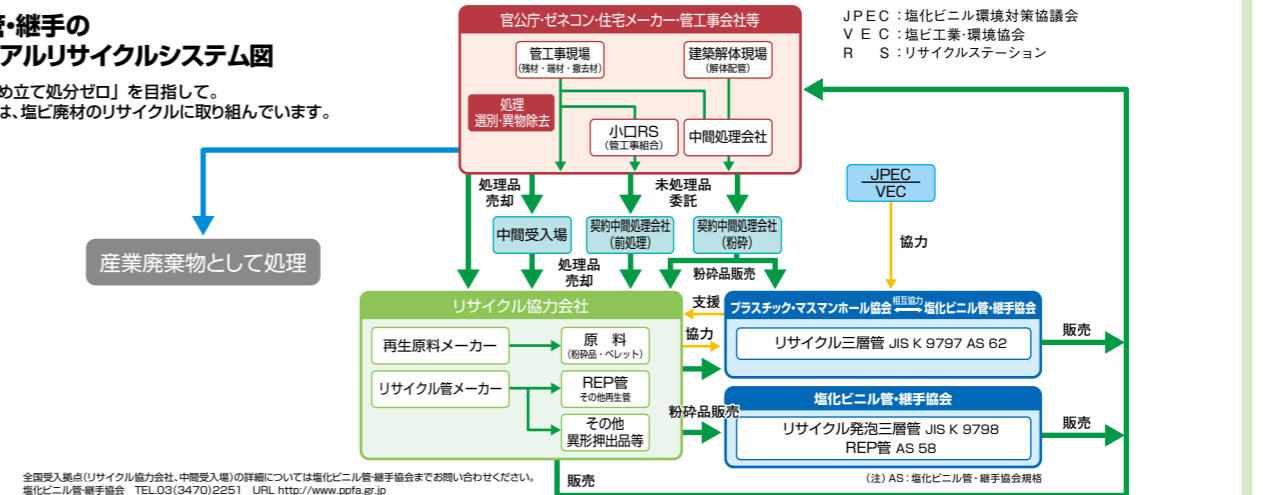 管・継手の
アルリサイクルシステム図
め立て処分ゼロ」を目指して。
は、塩ビ廃材のリサイクルに取り組んでいます。
官公庁・ゼネコン・住宅メーカー・管工事会社等
管工事現場
(残材・端材・撤去材)
建築解体現場
(解体配管)
処理
選別・異物除去
小口RS
(管工事組合)
中間処理会社
JPEC:塩化ビニル環境対策協議会
VEC:塩ビ工業・環境協会
RS:リサイクルステーション
処理品
売却
未処理品
委託
JPEC
VEC
協力
中間受入場
契約中間処理会社
(前処理)
契約中間処理会社
(粉砕)
産業廃棄物として処理
処理品
売却
粉砕品販売
リサイクル協力会社
再生原料メーカー
原 料
(粉砕品・ペレット)
リサイクル管メーカー
REP管
その他再生管
その他
異形押出品等
支援
協力
プラスチック・マスマンホール協会 相互協力 塩化ビニル管・継手協会
リサイクル三層管 JIS K 9797 AS 62
販売
粉砕品販売
塩化ビニル管・継手協会
リサイクル発泡三層管 JIS K 9798
REP管 AS 58
販売
販売
(注)AS:塩化ビニル管・継手協会規格
全国受入拠点(リサイクル協力会社、中間受入場)の詳細については塩化ビニル管・継手協会までお問い合わせください。
塩化ビニル管・継手協会 TEL.03(3470)2251 URL http://www.ppfa.gr.jp